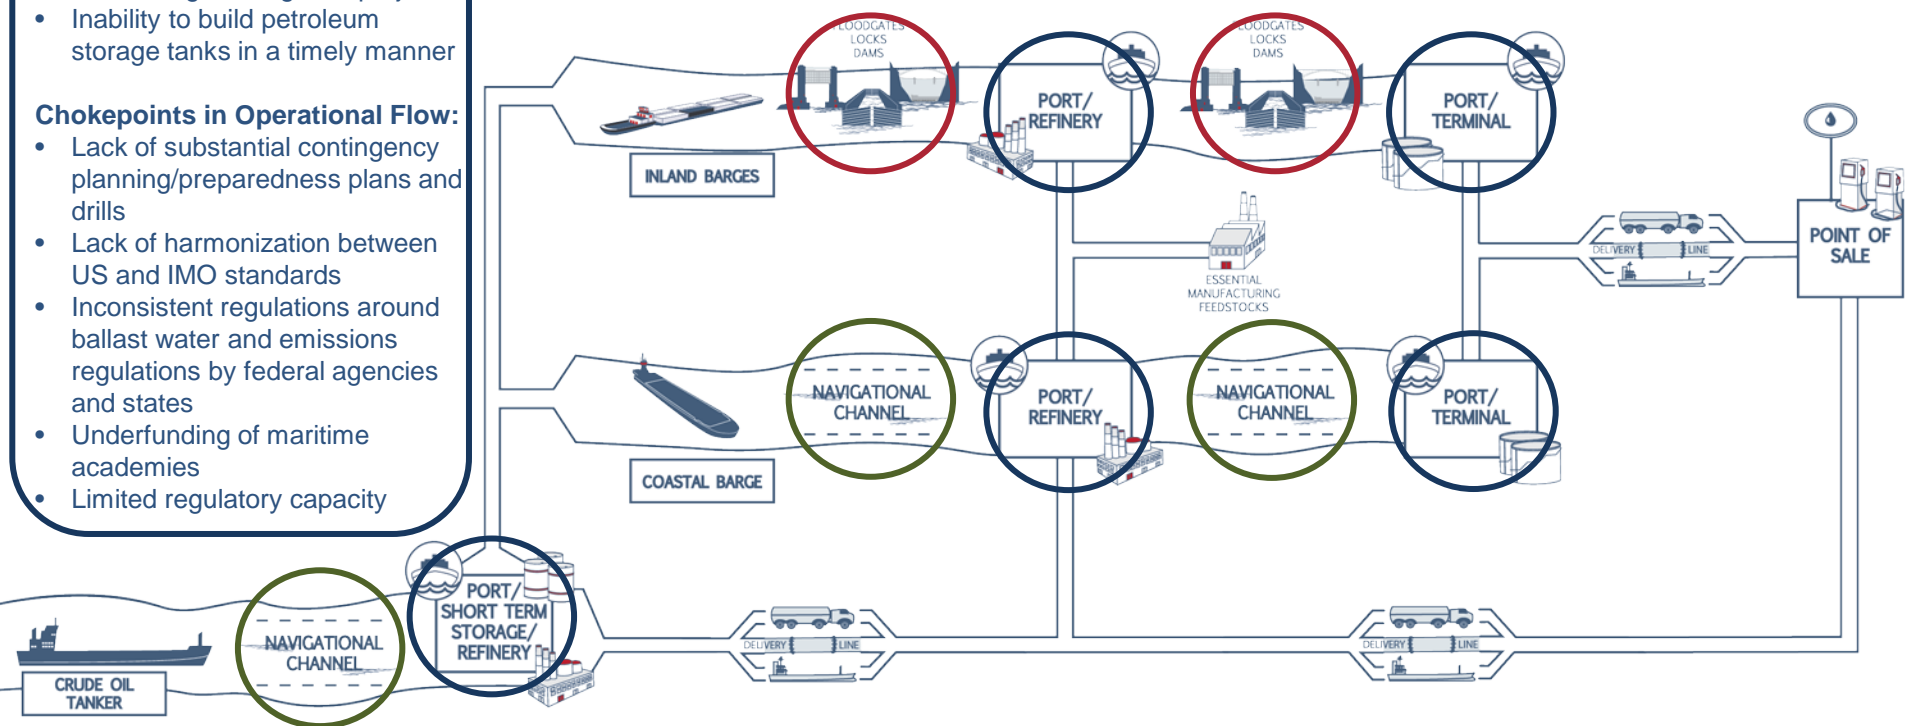 • Inability to build petroleum
storage tanks in a timely manner
Chokepoints in Operational Flow:
• Lack of substantial contingency
planning/preparedness plans and
drills
• Lack of harmonization between
US and IMO standards
• Inconsistent regulations around
ballast water and emissions
regulations by federal agencies
and states
• Underfunding of maritime
academies
• Limited regulatory capacity
FLOODGATES
LOCKS
DAMS
PORT/
REFINERY
FLOODGATES
LOCKS
DAMS
PORT/
TERMINAL
INLAND BARGES
ESSENTIAL
MANUFACTURING
FEEDSTOCKS
DELIVERY LINE
POINT OF
SALE
NAVIGATIONAL
CHANNEL
PORT/
REFINERY
NAVIGATIONAL
CHANNEL
PORT/
TERMINAL
COASTAL BARGE
CRUDE OIL
TANKER
NAVIGATIONAL
CHANNEL
PORT/
SHORT TERM
STORAGE/
REFINERY
DELIVERY LINE
DELIVERY LINE